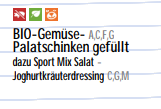 BIO-Gemüse- A,C,F,G
Palatschinken gefüllt
dazu Sport Mix Salat -
Joghurtkräuterdressing C,G,M